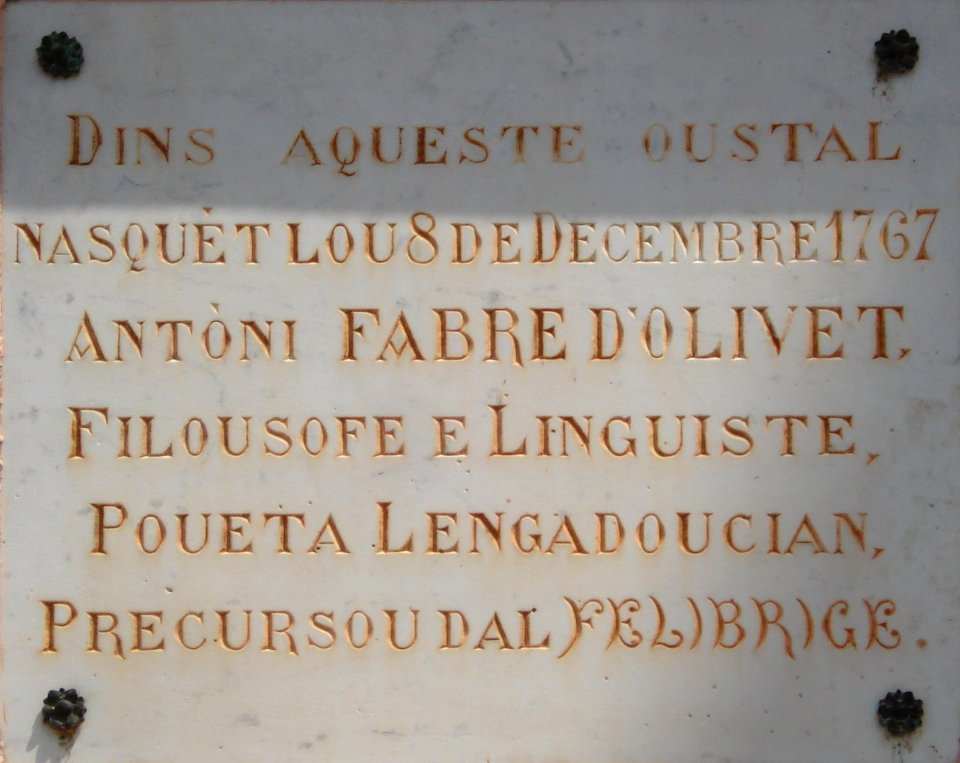 Dins aqueste oustal
nasquèt lou 8 de Decembre 1767
Antòni FABRE D'OLIVET,
Filousofe e Linguiste,
Poueta Lengadoucian,
Precursou dal Felibrige.